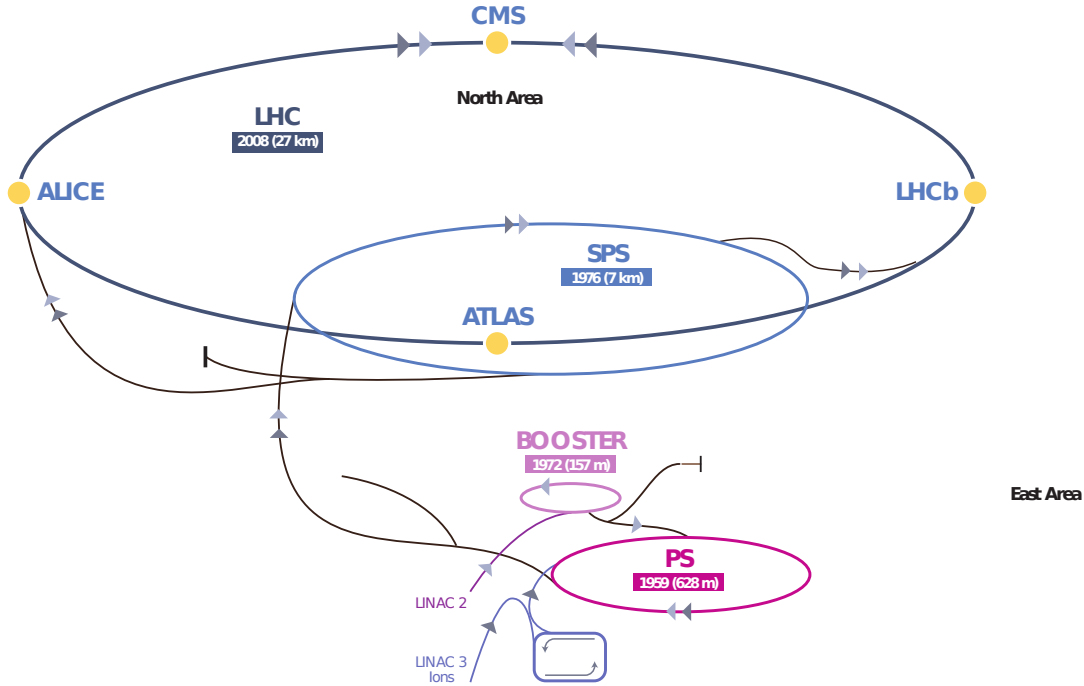 CMS
North Area
LHC
2008 (27 km)
ALICE
LHCb
SPS
1976 (7 km)
ATLAS
BOOSTER
1972 (157 m)
East Area
PS
1959 (628 m)
LINAC 2
LINAC 3
Ions